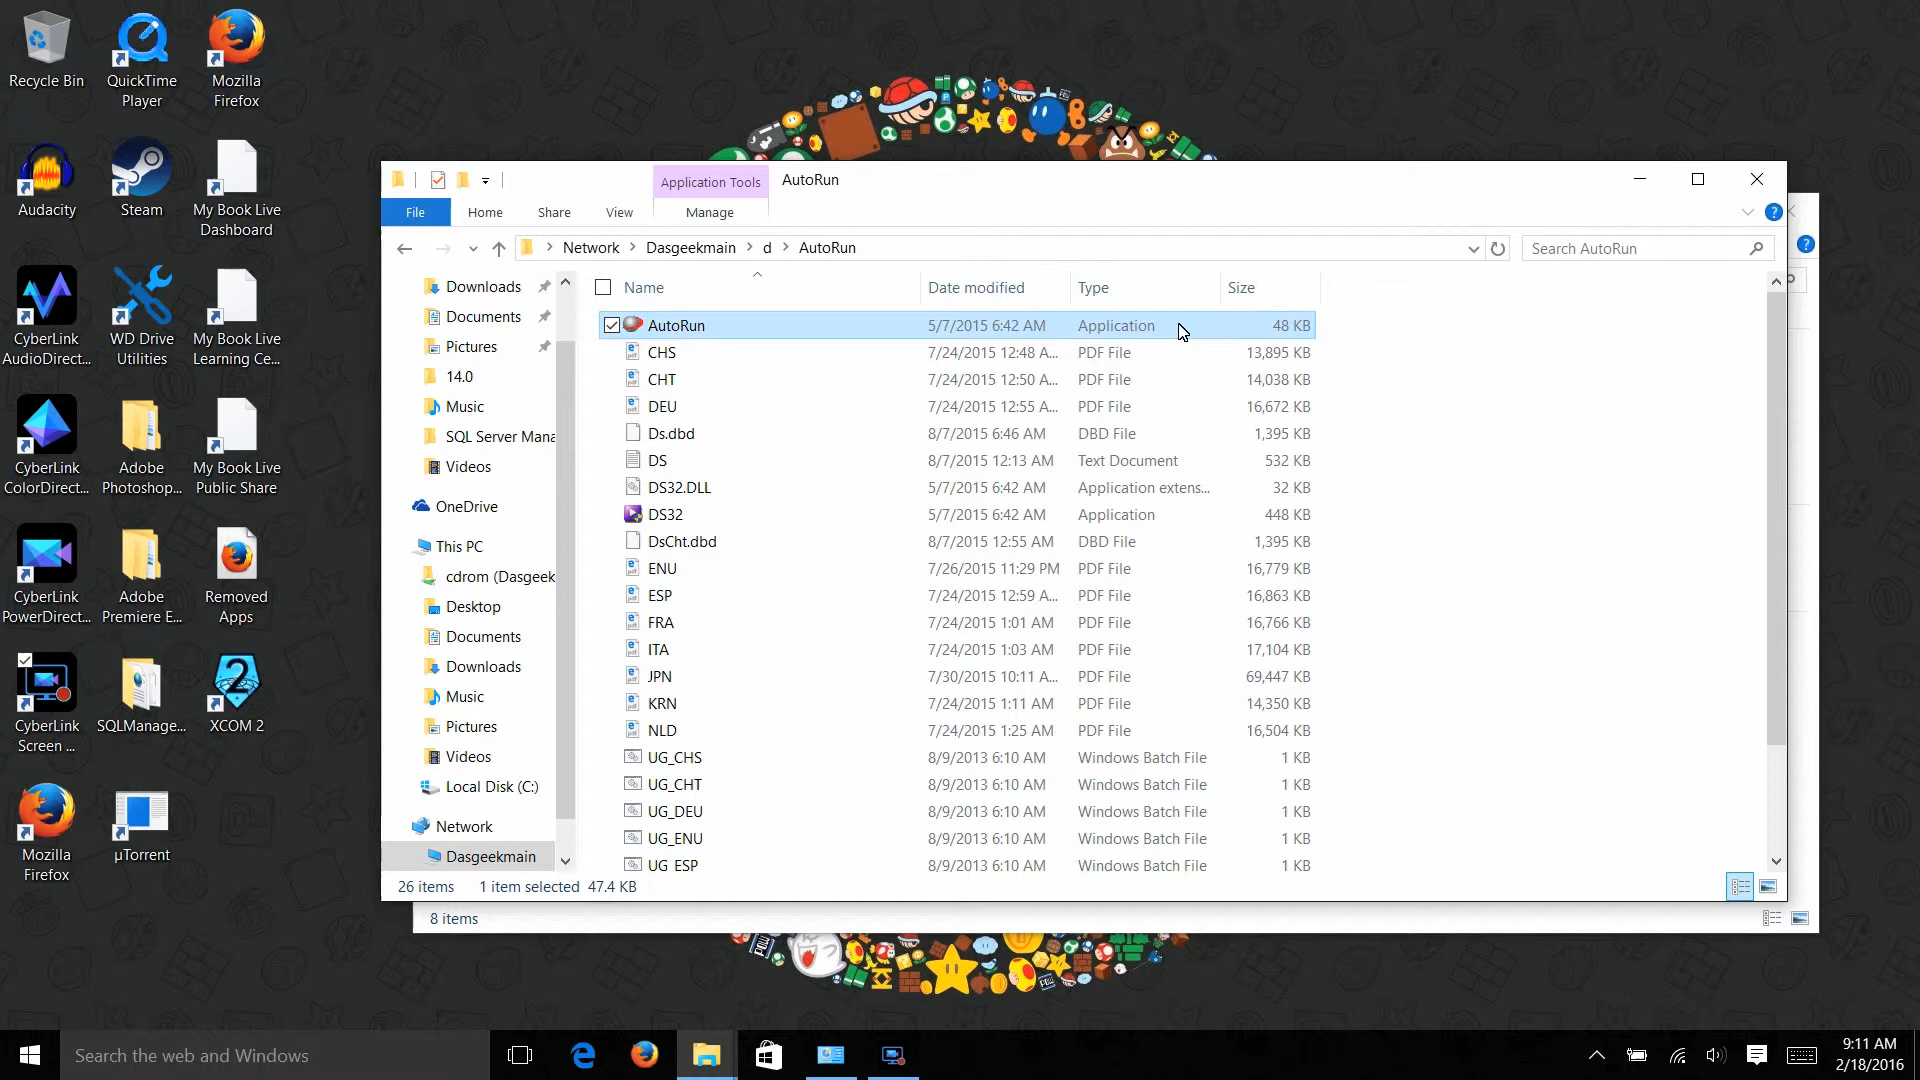 Recycle Bin
QuickTime
Player
Mozilla
Firefox
Audacity
Steam
My Book Live
Dashboard
CyberLink
AudioDirect...
WD Drive
Utilities
My Book Live
Learning Ce...
CyberLink
ColorDirect...
Adobe
Photoshop...
My Book Live
Public Share
CyberLink
PowerDirect...
Adobe
Premiere E...
Removed
Apps
CyberLink
Screen ...
SQLManage...
XCOM 2
Mozilla
Firefox
µTorrent
Application Tools
AutoRun
File
Home
Share
View
Manage
Network
Dasgeekmain
d
AutoRun
Search AutoRun
Downloads
Documents
Pictures
14.0
Music
SQL Server Mana
Videos
OneDrive
This PC
cdrom (Dasgeek
Desktop
Documents
Downloads
Music
Pictures
Videos
Local Disk (C:)
Network
Dasgeekmain
Name Date modified Type Size
AutoRun 5/7/2015 6:42 AM Application 48 KB
CHS 7/24/2015 12:48 A... PDF File 13,895 KB
CHT 7/24/2015 12:50 A... PDF File 14,038 KB
DEU 7/24/2015 12:55 A... PDF File 16,672 KB
Ds.dbd 8/7/2015 6:46 AM DBD File 1,395 KB
DS 8/7/2015 12:13 AM Text Document 532 KB
DS32.DLL 5/7/2015 6:42 AM Application extens... 32 KB
DS32 5/7/2015 6:42 AM Application 448 KB
DsCht.dbd 8/7/2015 12:55 AM DBD File 1,395 KB
ENU 7/26/2015 11:29 PM PDF File 16,779 KB
ESP 7/24/2015 12:59 A... PDF File 16,863 KB
FRA 7/24/2015 1:01 AM PDF File 16,766 KB
ITA 7/24/2015 1:03 AM PDF File 17,104 KB
JPN 7/30/2015 10:11 A... PDF File 69,447 KB
KRN 7/24/2015 1:11 AM PDF File 14,350 KB
NLD 7/24/2015 1:25 AM PDF File 16,504 KB
UG_CHS 8/9/2013 6:10 AM Windows Batch File 1 KB
UG_CHT 8/9/2013 6:10 AM Windows Batch File 1 KB
UG_DEU 8/9/2013 6:10 AM Windows Batch File 1 KB
UG_ENU 8/9/2013 6:10 AM Windows Batch File 1 KB
UG_ESP 8/9/2013 6:10 AM Windows Batch File 1 KB
26 items 1 item selected 47.4 KB
8 items
POW
Search the web and Windows
9:11 AM
2/18/2016